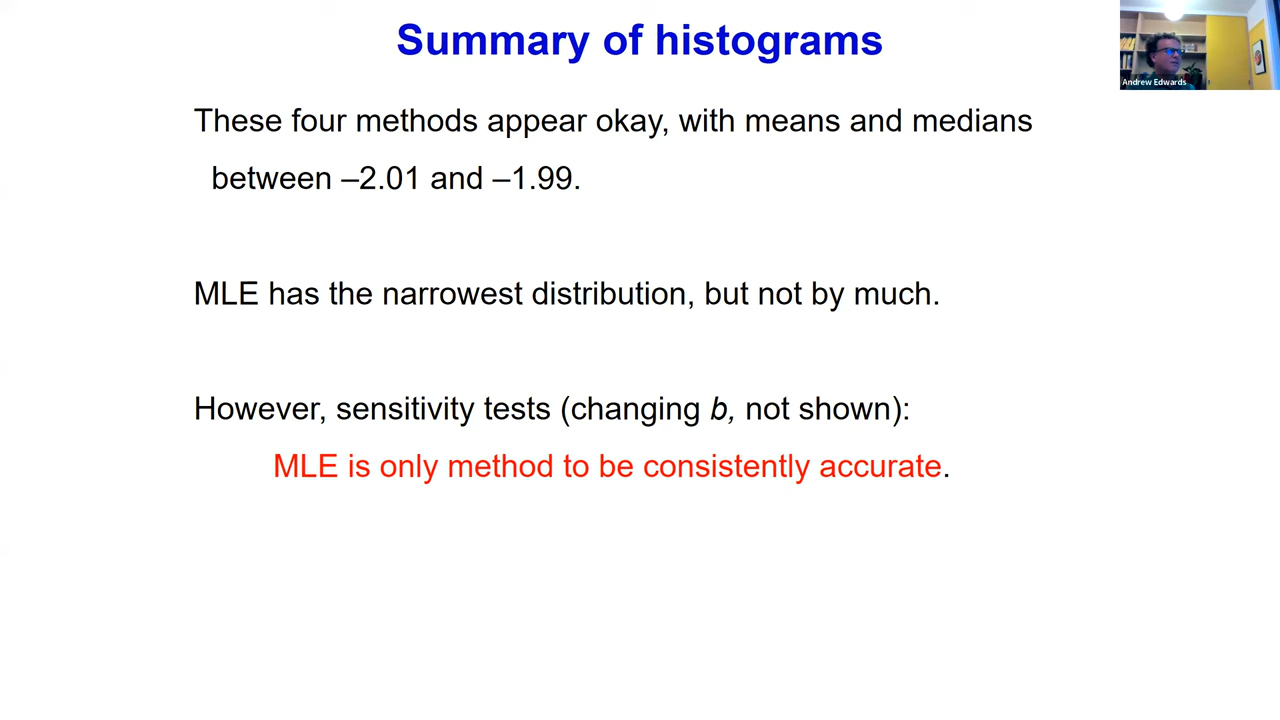 Summary of histograms
Andrew Edwards
These four methods appear okay, with means and medians
between –2.01 and –1.99.
MLE has the narrowest distribution, but not by much.
However, sensitivity tests (changing b, not shown):
MLE is only method to be consistently accurate.